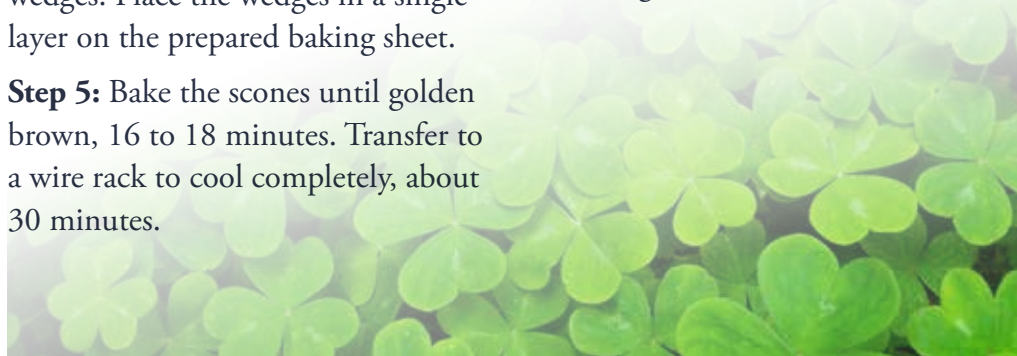 wedges. Place the wedges in a single
layer on the prepared baking sheet.
Step 5: Bake the scones until golden
brown, 16 to 18 minutes. Transfer to
a wire rack to cool completely, about
30 minutes.